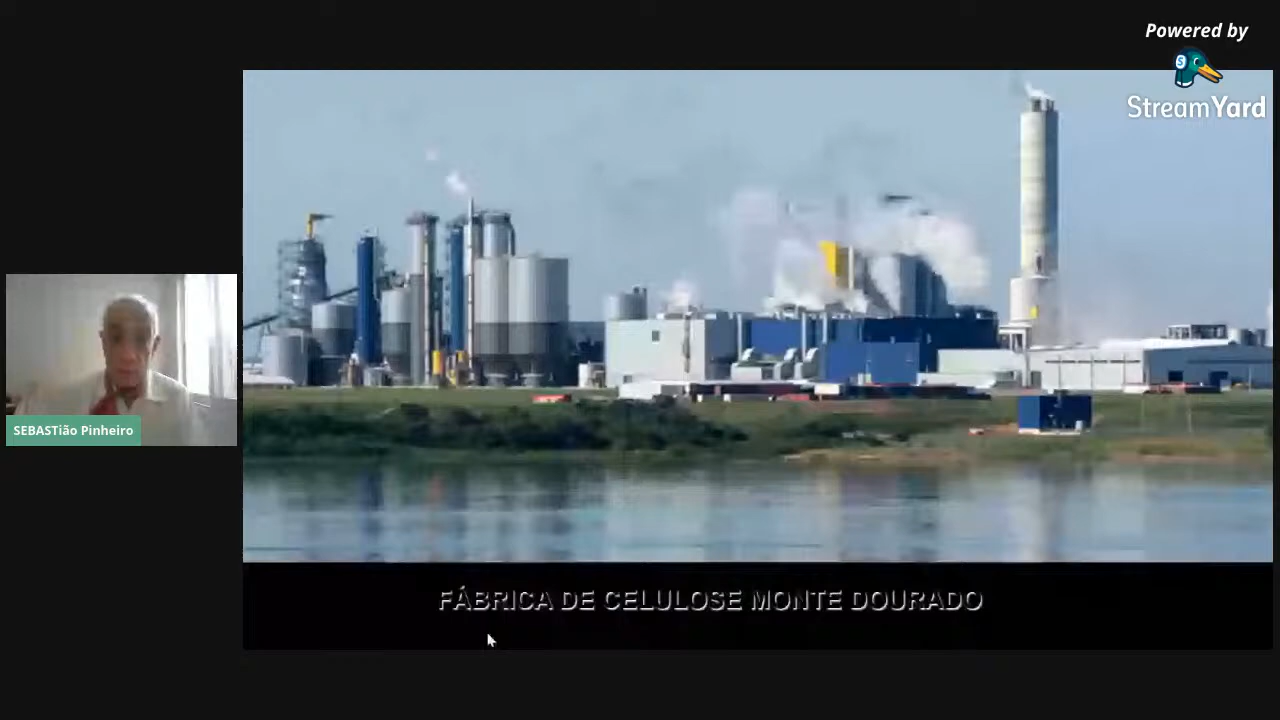 Powered by
StreamYard
SEBASTião Pinheiro
FÁBRICA DE CELULOSE MONTE DOURADO